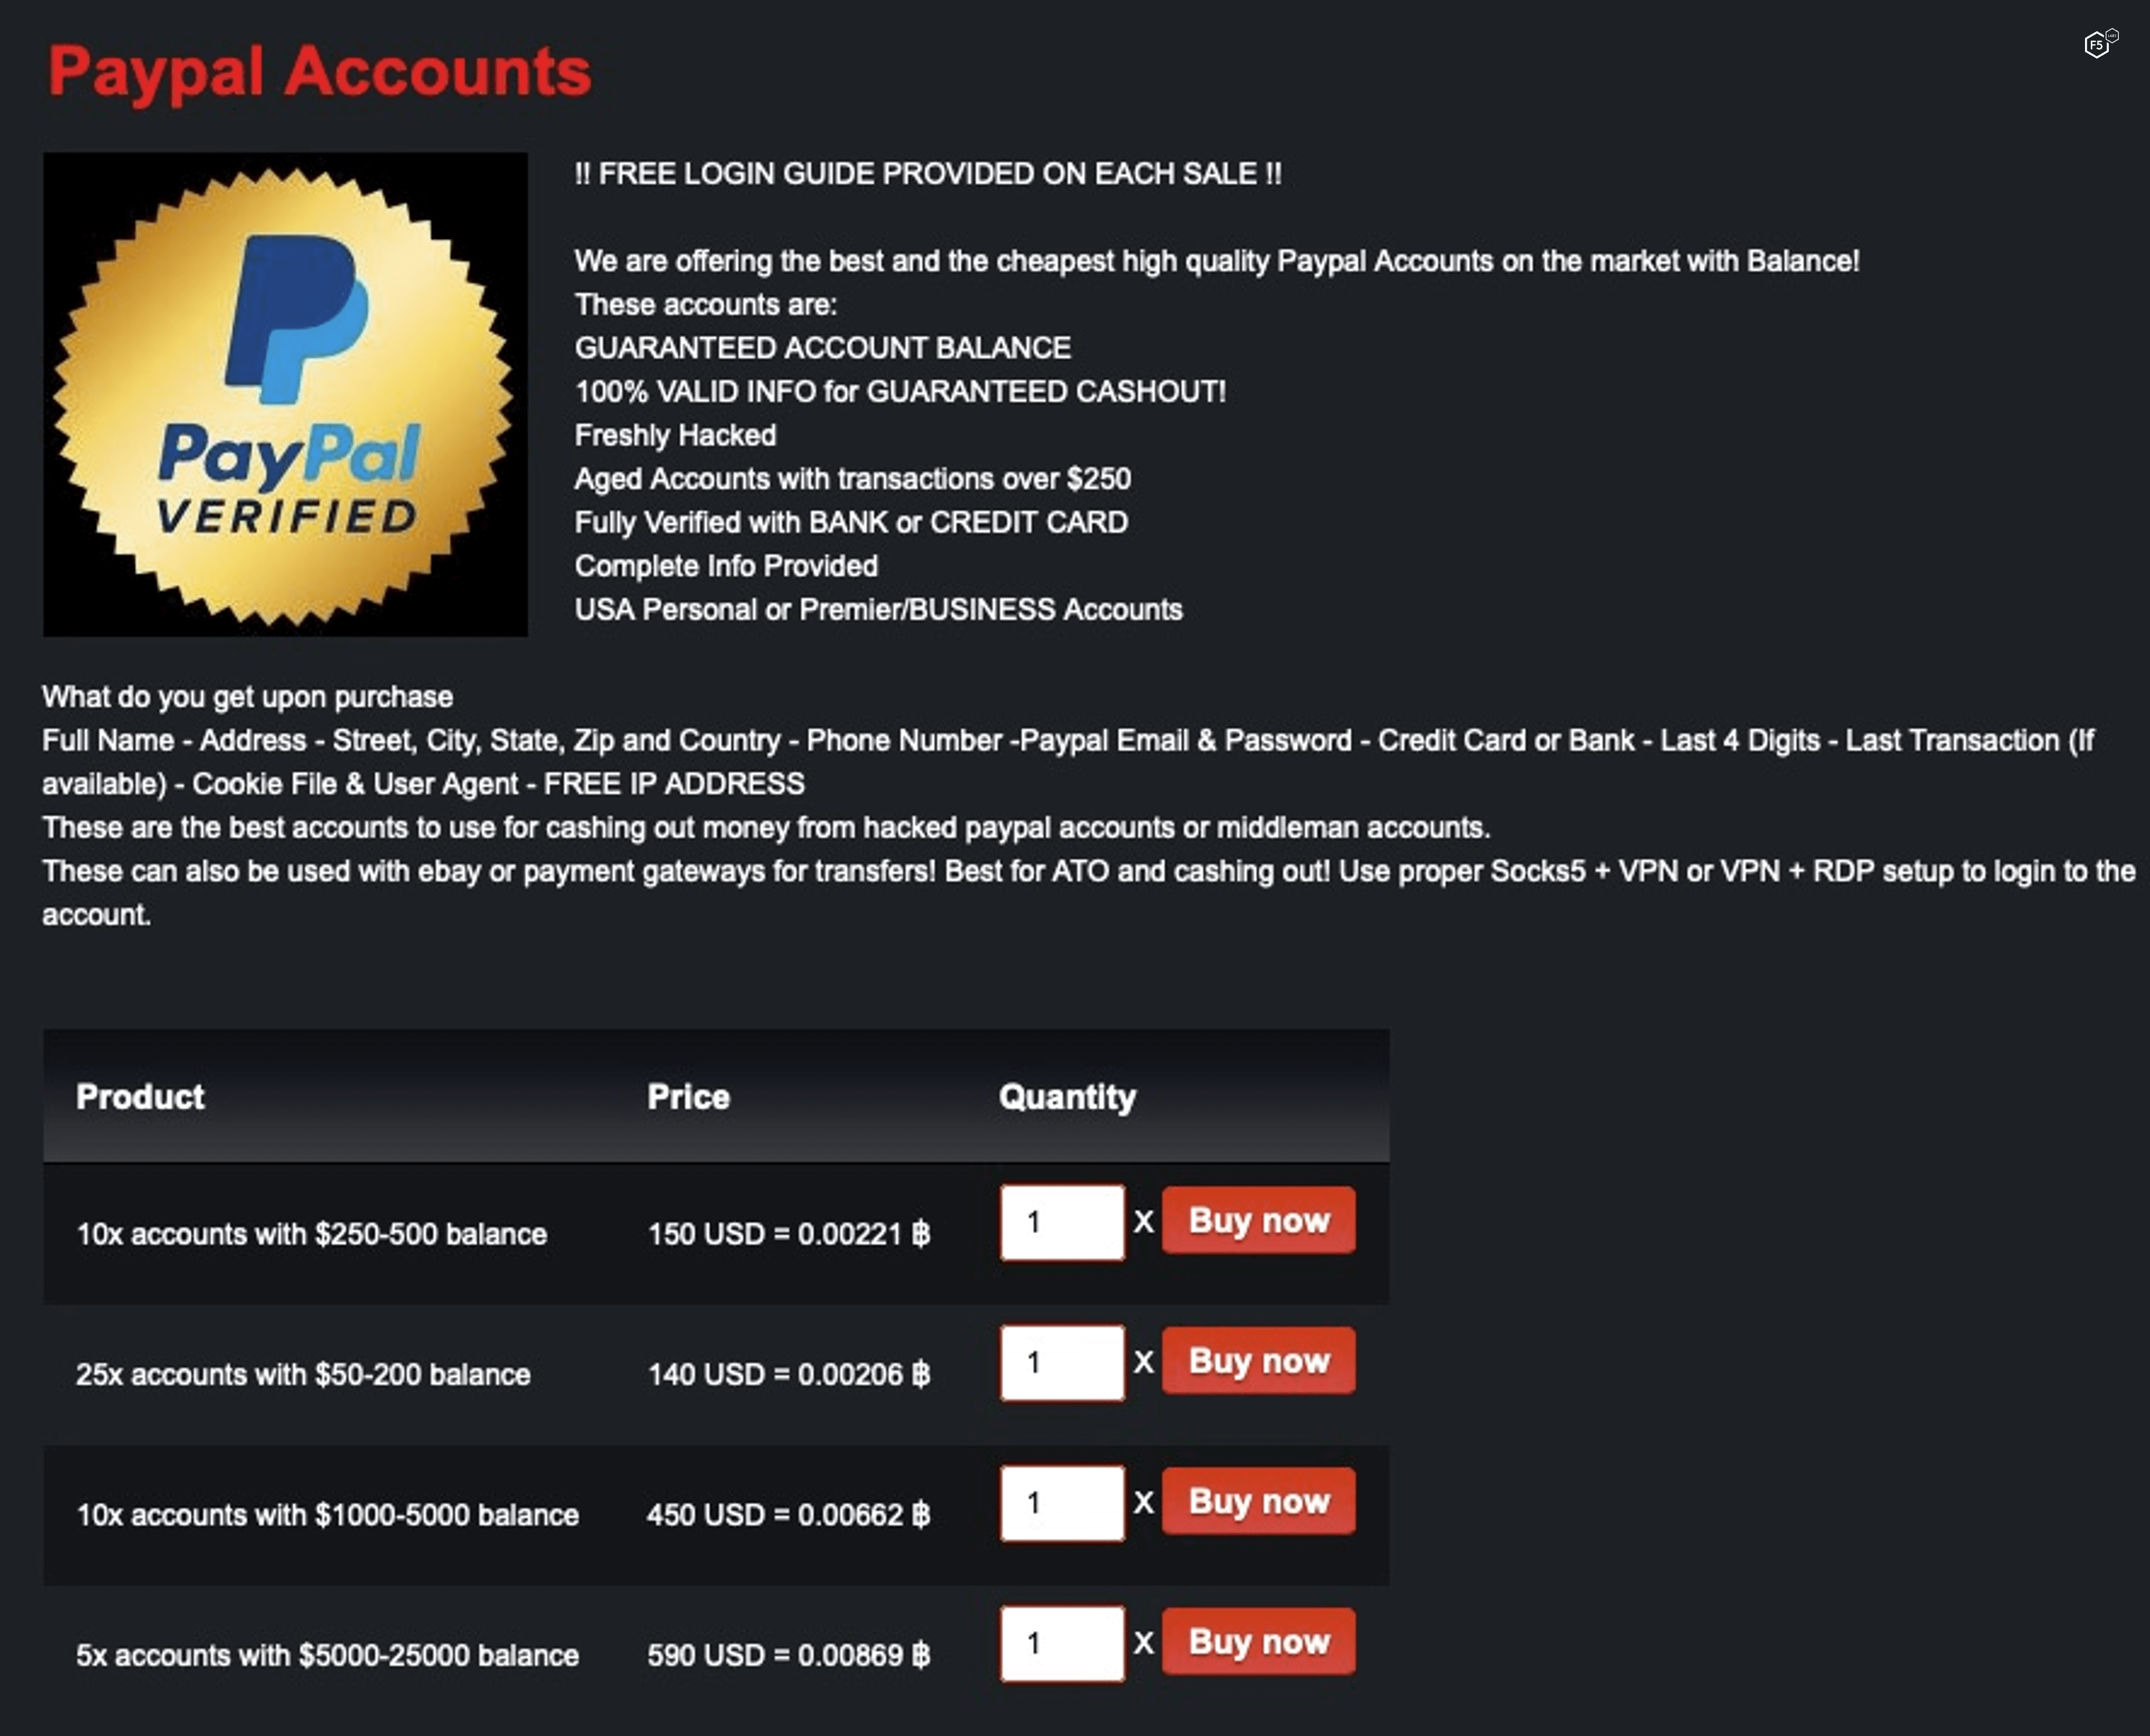 Paypal Accounts
F5 LABS
PayPal
VERIFIED
!! FREE LOGIN GUIDE PROVIDED ON EACH SALE !!
We are offering the best and the cheapest high quality Paypal Accounts on the market with Balance!
These accounts are:
GUARANTEED ACCOUNT BALANCE
100% VALID INFO for GUARANTEED CASHOUT!
Freshly Hacked
Aged Accounts with transactions over $250
Fully Verified with BANK or CREDIT CARD
Complete Info Provided
USA Personal or Premier/BUSINESS Accounts
What do you get upon purchase
Full Name - Address - Street, City, State, Zip and Country - Phone Number -Paypal Email & Password - Credit Card or Bank - Last 4 Digits - Last Transaction (If
available) - Cookie File & User Agent - FREE IP ADDRESS
These are the best accounts to use for cashing out money from hacked paypal accounts or middleman accounts.
These can also be used with ebay or payment gateways for transfers! Best for ATO and cashing out! Use proper Socks5 + VPN or VPN + RDP setup to login to the
account.
Product Price Quantity
10x accounts with $250-500 balance 150 USD = 0.00221 ฿ 1 X Buy now
25x accounts with $50-200 balance 140 USD = 0.00206 ฿ 1 X Buy now
10x accounts with $1000-5000 balance 450 USD = 0.00662 ฿ 1 X Buy now
5x accounts with $5000-25000 balance 590 USD = 0.00869 ฿ 1 X Buy now